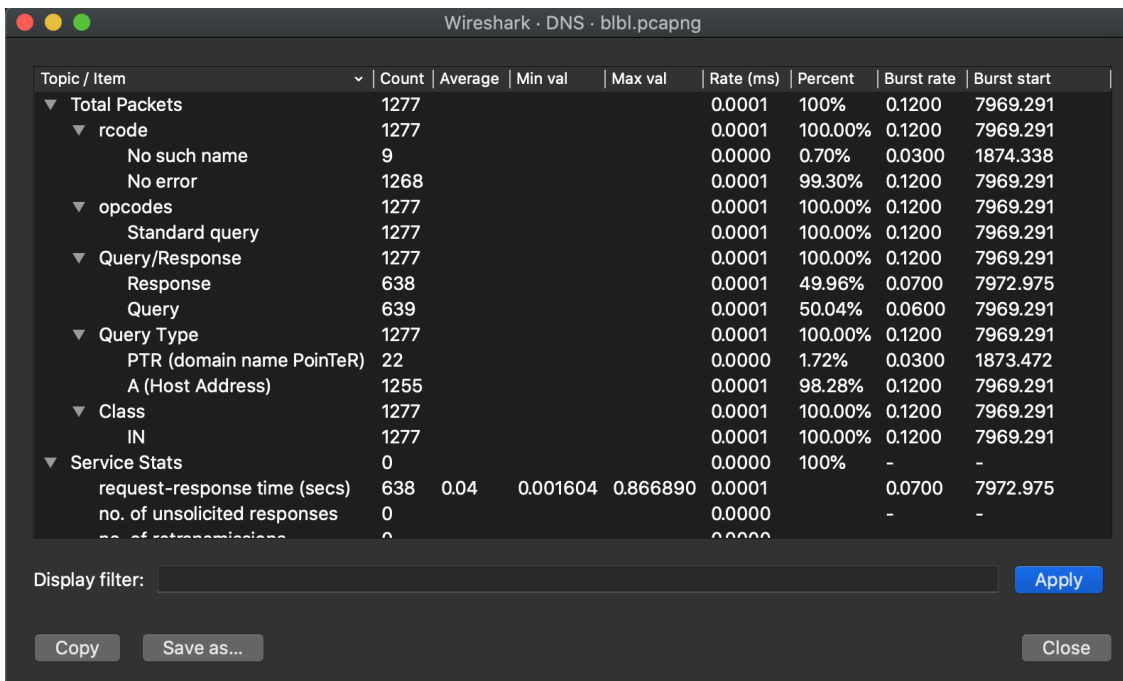 Wireshark · DNS · blbl.pcapng
Topic / Item Count Average Min val Max val Rate (ms) Percent Burst rate Burst start
Total Packets 1277 0.0001 100% 0.1200 7969.291
rcode 1277 0.0001 100.00% 0.1200 7969.291
No such name 9 0.0000 0.70% 0.0300 1874.338
No error 1268 0.0001 99.30% 0.1200 7969.291
opcodes 1277 0.0001 100.00% 0.1200 7969.291
Standard query 1277 0.0001 100.00% 0.1200 7969.291
Query/Response 1277 0.0001 100.00% 0.1200 7969.291
Response 638 0.0001 49.96% 0.0700 7972.975
Query 639 0.0001 50.04% 0.0600 7969.291
Query Type 1277 0.0001 100.00% 0.1200 7969.291
PTR (domain name PoinTeR) 22 0.0000 1.72% 0.0300 1873.472
A (Host Address) 1255 0.0001 98.28% 0.1200 7969.291
Class 1277 0.0001 100.00% 0.1200 7969.291
IN 1277 0.0001 100.00% 0.1200 7969.291
Service Stats 0 0.0000 100% - -
request-response time (secs) 638 0.04 0.001604 0.866890 0.0001 0.0700 7972.975
no. of unsolicited responses 0 0.0000 - -
no. of retransmissions 0 0.0000
Display filter: Apply
Copy Save as... Close